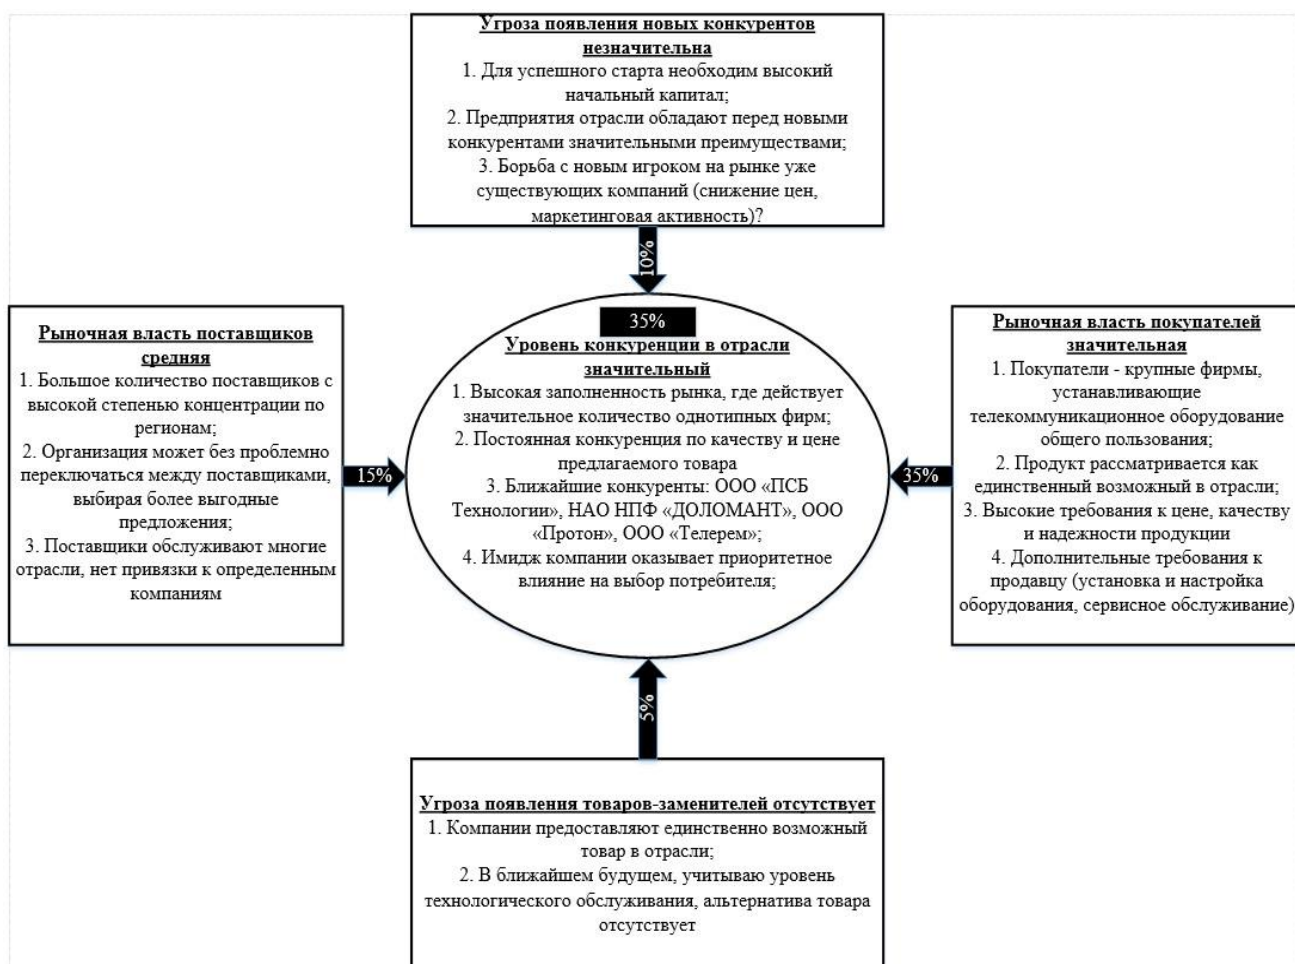 Угроза появления новых конкурентов
незначительна
1. Для успешного старта необходим высокий
начальный капитал;
2. Предприятия отрасли обладают перед новыми
конкурентами значительными преимуществами;
3. Борьба с новым игроком на рынке уже
существующих компаний (снижение цен,
маркетинговая активность)?
10%
Рыночная власть поставщиков
средняя
1. Большое количество поставщиков с
высокой степенью концентрации по
регионам;
2. Организация может без проблемно
переключаться между поставщиками,
выбирая более выгодные
предложения;
3. Поставщики обслуживают многие
отрасли, нет привязки к определенным
компаниям
15%
35%
Уровень конкуренции в отрасли
значительный
1. Высокая заполненность рынка, где действует
значительное количество однотипных фирм;
2. Постоянная конкуренция по качеству и цене
предлагаемого товара
3. Ближайшие конкуренты: ООО «ПСБ
Технологии», НАО НПФ «ДОЛОМАНТ», ООО
«Протон», ООО «Телерем»;
4. Имидж компании оказывает приоритетное
влияние на выбор потребителя;
35%
Рыночная власть покупателей
значительная
1. Покупатели - крупные фирмы,
устанавливающие
телекоммуникационное оборудование
общего пользования;
2. Продукт рассматривается как
единственный возможный в отрасли;
3. Высокие требования к цене, качеству
и надежности продукции
4. Дополнительные требования к
продавцу (установка и настройка
оборудования, сервисное обслуживание)
5%
Угроза появления товаров-заменителей отсутствует
1. Компании предоставляют единственно возможный
товар в отрасли;
2. В ближайшем будущем, учитываю уровень
технологического обслуживания, альтернатива товара
отсутствует